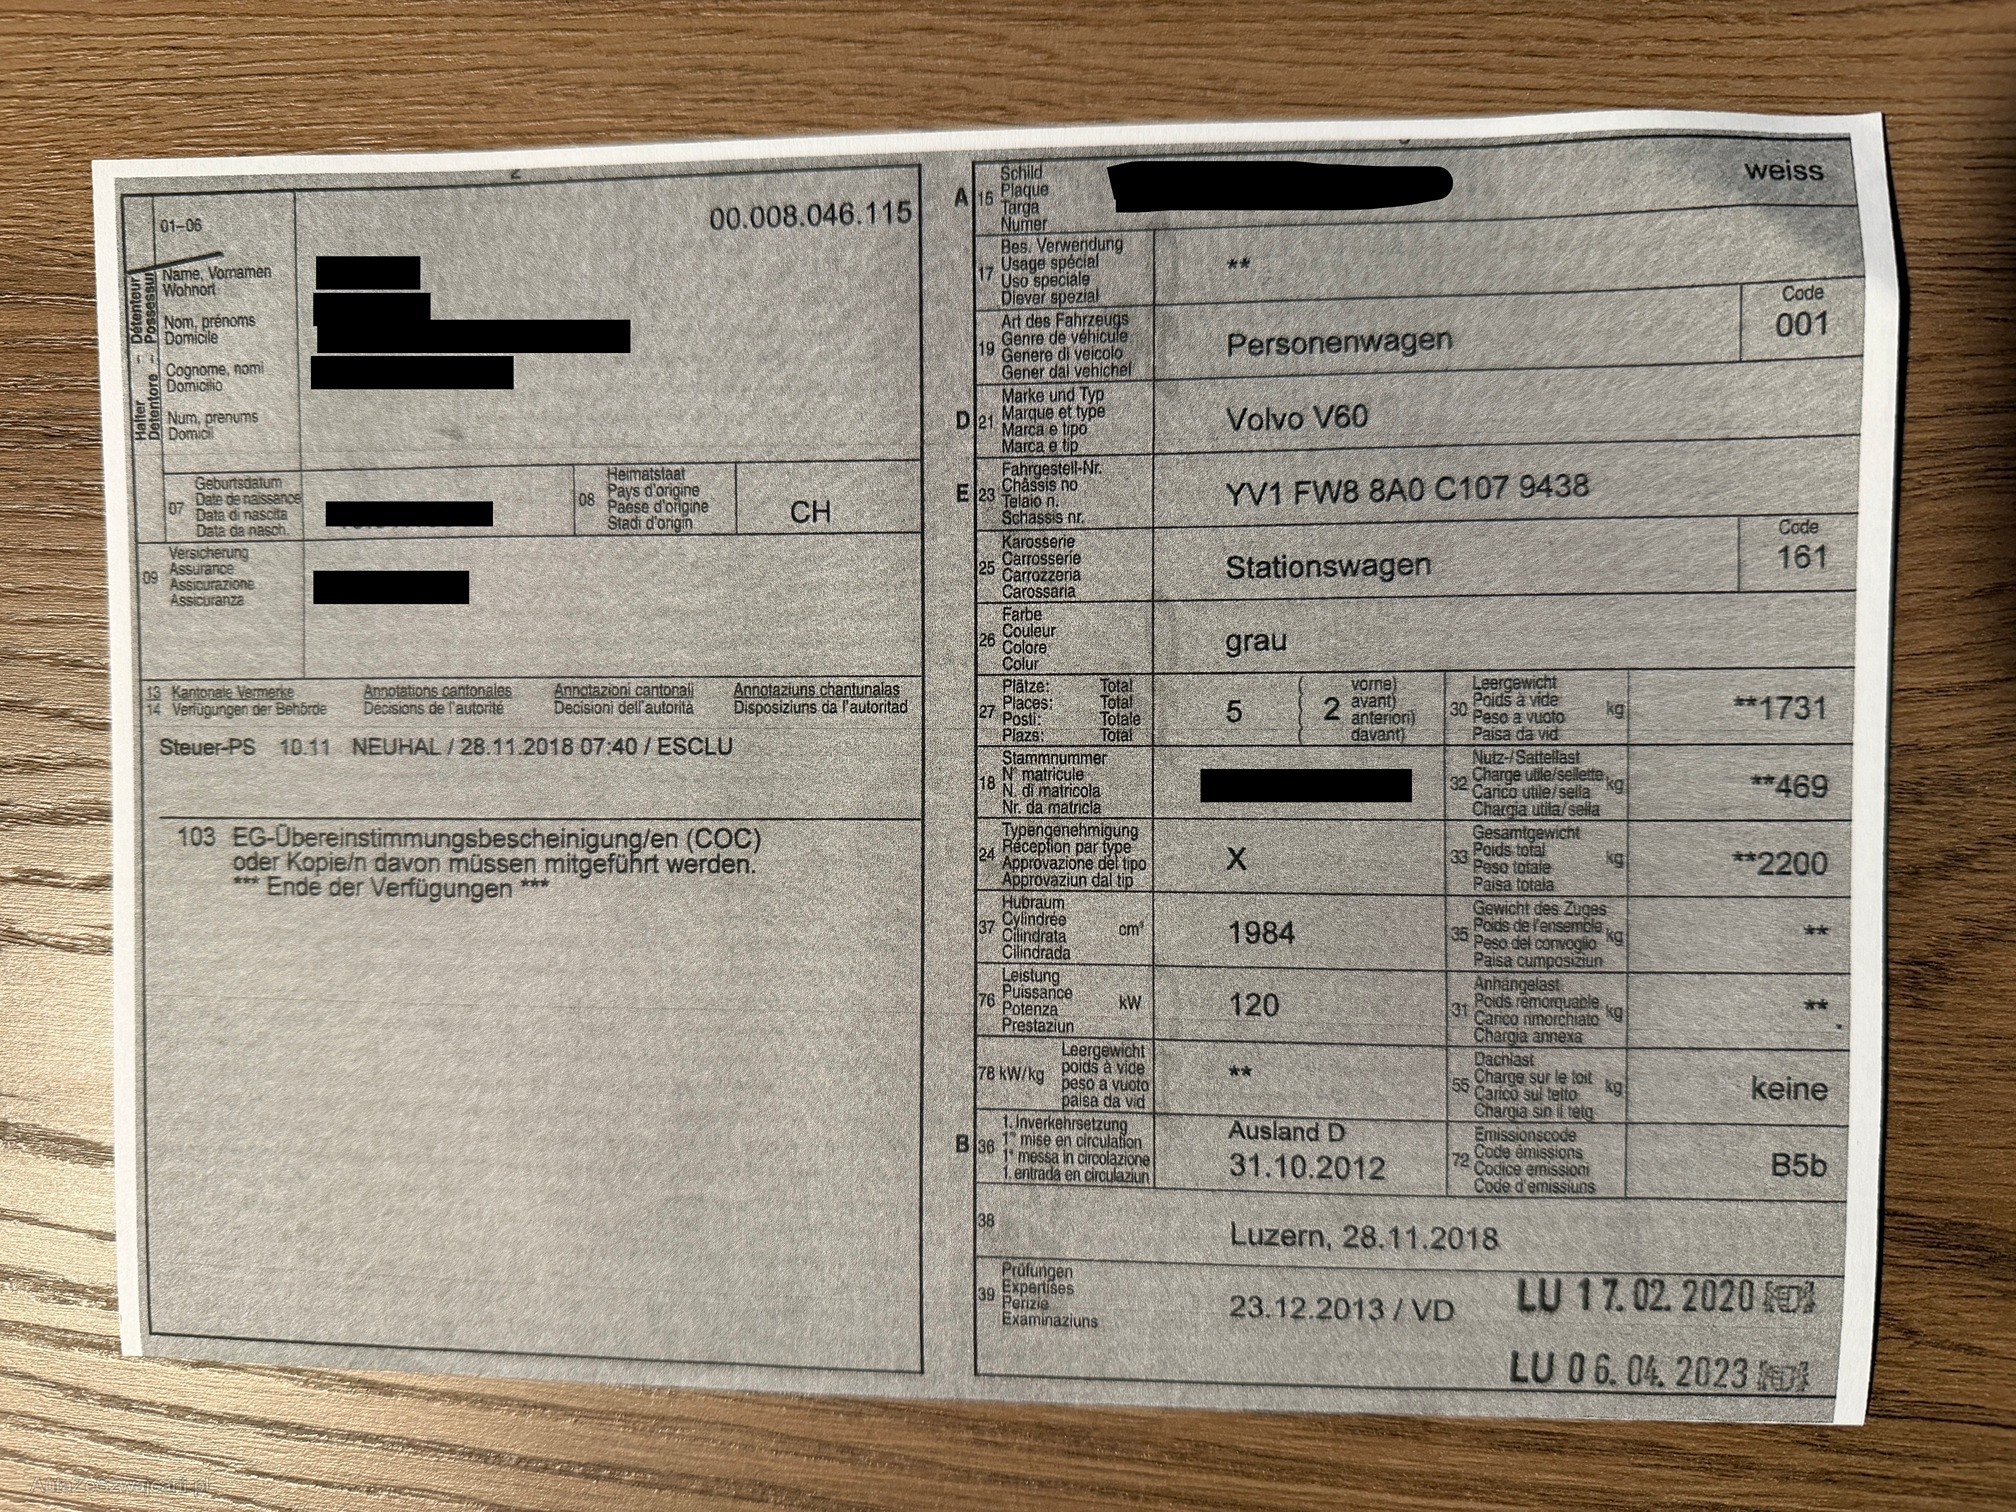 01–06
00.008.046.115
Halter – Détenteur
Detentore – Possessur
Name, Vornamen
Wohnort
Nom, prénoms
Domicile
Cognome, nomi
Domicilio
Num, prenums
Domicil
07 Geburtsdatum
Date de naissance
Data di nascita
Data da nasch.
08 Heimatstaat
Pays d'origine
Paese d'origine
Stadi d'origin
CH
09 Versicherung
Assurance
Assicurazione
Assicuranza
13 Kantonale Vermerke Annotations cantonales Annotazioni cantonali Annotaziuns chantunalas
14 Verfügungen der Behörde Décisions de l'autorité Decisioni dell'autorità Disposiziuns da l'autoritad
Steuer-PS 10.11 NEUHAL / 28.11.2018 07:40 / ESCLU
103 EG-Übereinstimmungsbescheinigung/en (COC)
oder Kopie/n davon müssen mitgeführt werden.
*** Ende der Verfügungen ***
A 15 Schild
Plaque
Targa
Numer
weiss
17 Bes. Verwendung
Usage spécial
Uso speciale
Diever spezial
**
19 Art des Fahrzeugs
Genre de véhicule
Genere di veicolo
Gener dal vehichel
Personenwagen
Code
001
D 21 Marke und Typ
Marque et type
Marca e tipo
Marca e tip
Volvo V60
E 23 Fahrgestell-Nr.
Châssis no
Telaio n.
Schassis nr.
YV1 FW8 8A0 C107 9438
25 Karosserie
Carrosserie
Carrozzeria
Carossaria
Stationswagen
Code
161
26 Farbe
Couleur
Colore
Colur
grau
27 Plätze: Total
Places: Total
Posti: Totale
Plazs: Total
5 ( 2 vorne)
avant)
anteriori)
davant)
30 Leergewicht
Poids à vide
Peso a vuoto
Paisa da vid
kg
**1731
18 Stammnummer
N° matricule
N. di matricola
Nr. da matricla
32 Nutz-/Sattellast
Charge utile/sellette
Carico utile/sella
Chargia utila/sella
kg
**469
24 Typengenehmigung
Réception par type
Approvazione del tipo
Approvaziun dal tip
X
33 Gesamtgewicht
Poids total
Peso totale
Paisa totala
kg
**2200
37 Hubraum
Cylindrée
Cilindrata
Cilindrada
cm³
1984
35 Gewicht des Zuges
Poids de l'ensemble
Peso del convoglio
Paisa cumposiziun
kg
**
76 Leistung
Puissance
Potenza
Prestaziun
kW
120
31 Anhängelast
Poids remorquable
Carico rimorchiato
Chargia annexa
kg
**
78 kW/kg Leergewicht
poids à vide
peso a vuoto
paisa da vid
**
55 Dachlast
Charge sur le toit
Carico sul tetto
Chargia sin il tetg
kg
keine
B 36 1. Inverkehrsetzung
1re mise en circulation
1a messa in circolazione
1. entrada en circulaziun
Ausland D
31.10.2012
72 Emissionscode
Code émissions
Codice emissioni
Code d'emissiuns
B5b
38
Luzern, 28.11.2018
39 Prüfungen
Expertises
Perizie
Examinaziuns
23.12.2013 / VD
LU 17. 02. 2020
LU 06. 04. 2023
Autazeeszwajcarii.pl